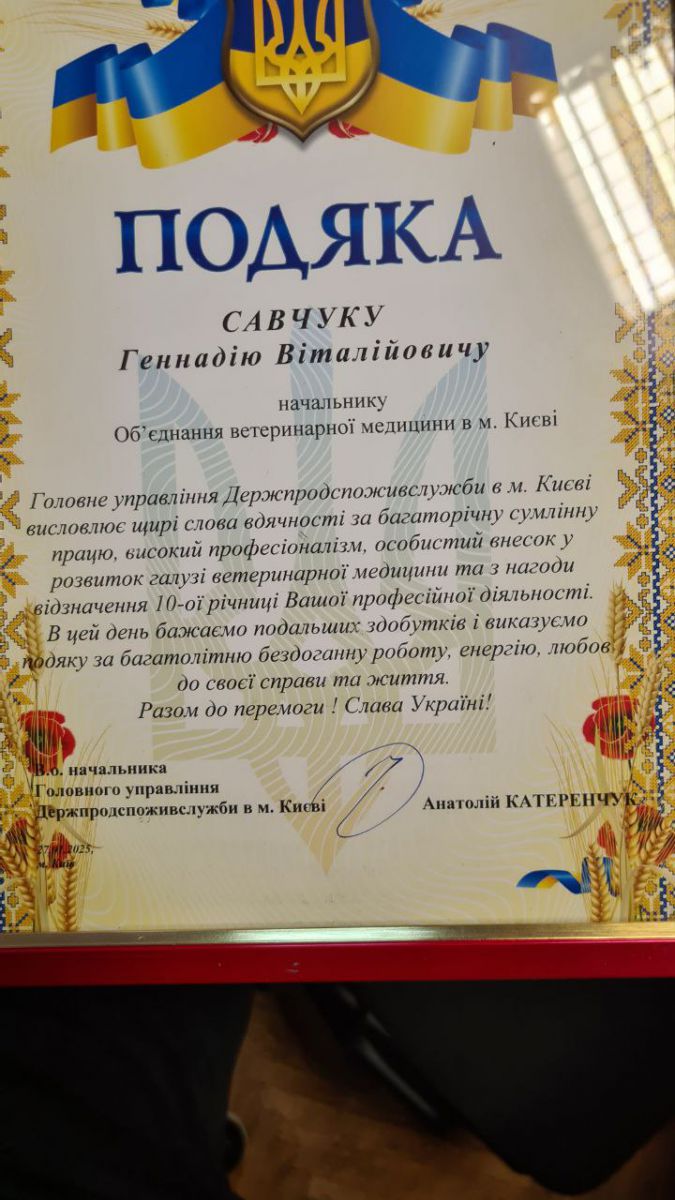 ПОДЯКА
САВЧУКУ
Геннадію Віталійовичу
начальнику
Об’єднання ветеринарної медицини в м. Києві
Головне управління Держпродспоживслужби в м. Києві
висловлює щирі слова вдячності за багаторічну сумлінну
працю, високий професіоналізм, особистий внесок у
розвиток галузі ветеринарної медицини та з нагоди
відзначення 10-ої річниці Вашої професійної діяльності.
В цей день бажаємо подальших здобутків і виказуємо
подяку за багатолітню бездоганну роботу, енергію, любов
до своєї справи та життя.
Разом до перемоги ! Слава Україні!
В.о. начальника
Головного управління
Держпродспоживслужби в м. Києві
Анатолій КАТЕРЕНЧУК
м. Київ